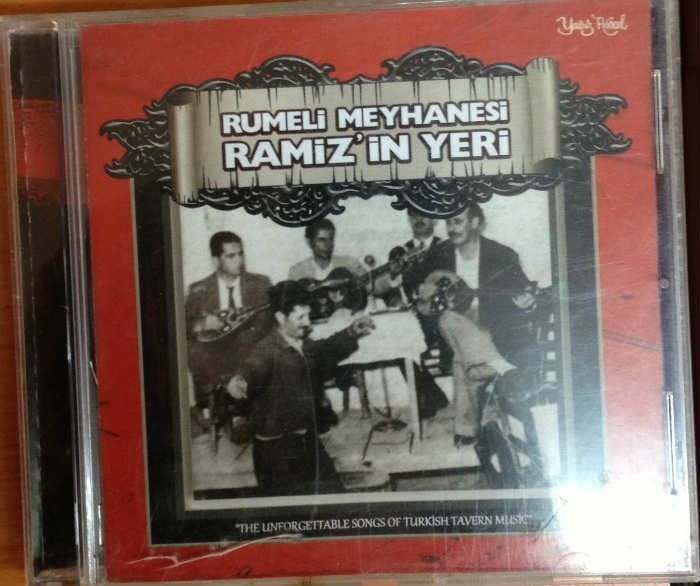 RUMELİ MEYHANESİ
RAMİZ'İN YERİ
"THE UNFORGETTABLE SONGS OF TURKİSH TAVERN MUSIC"